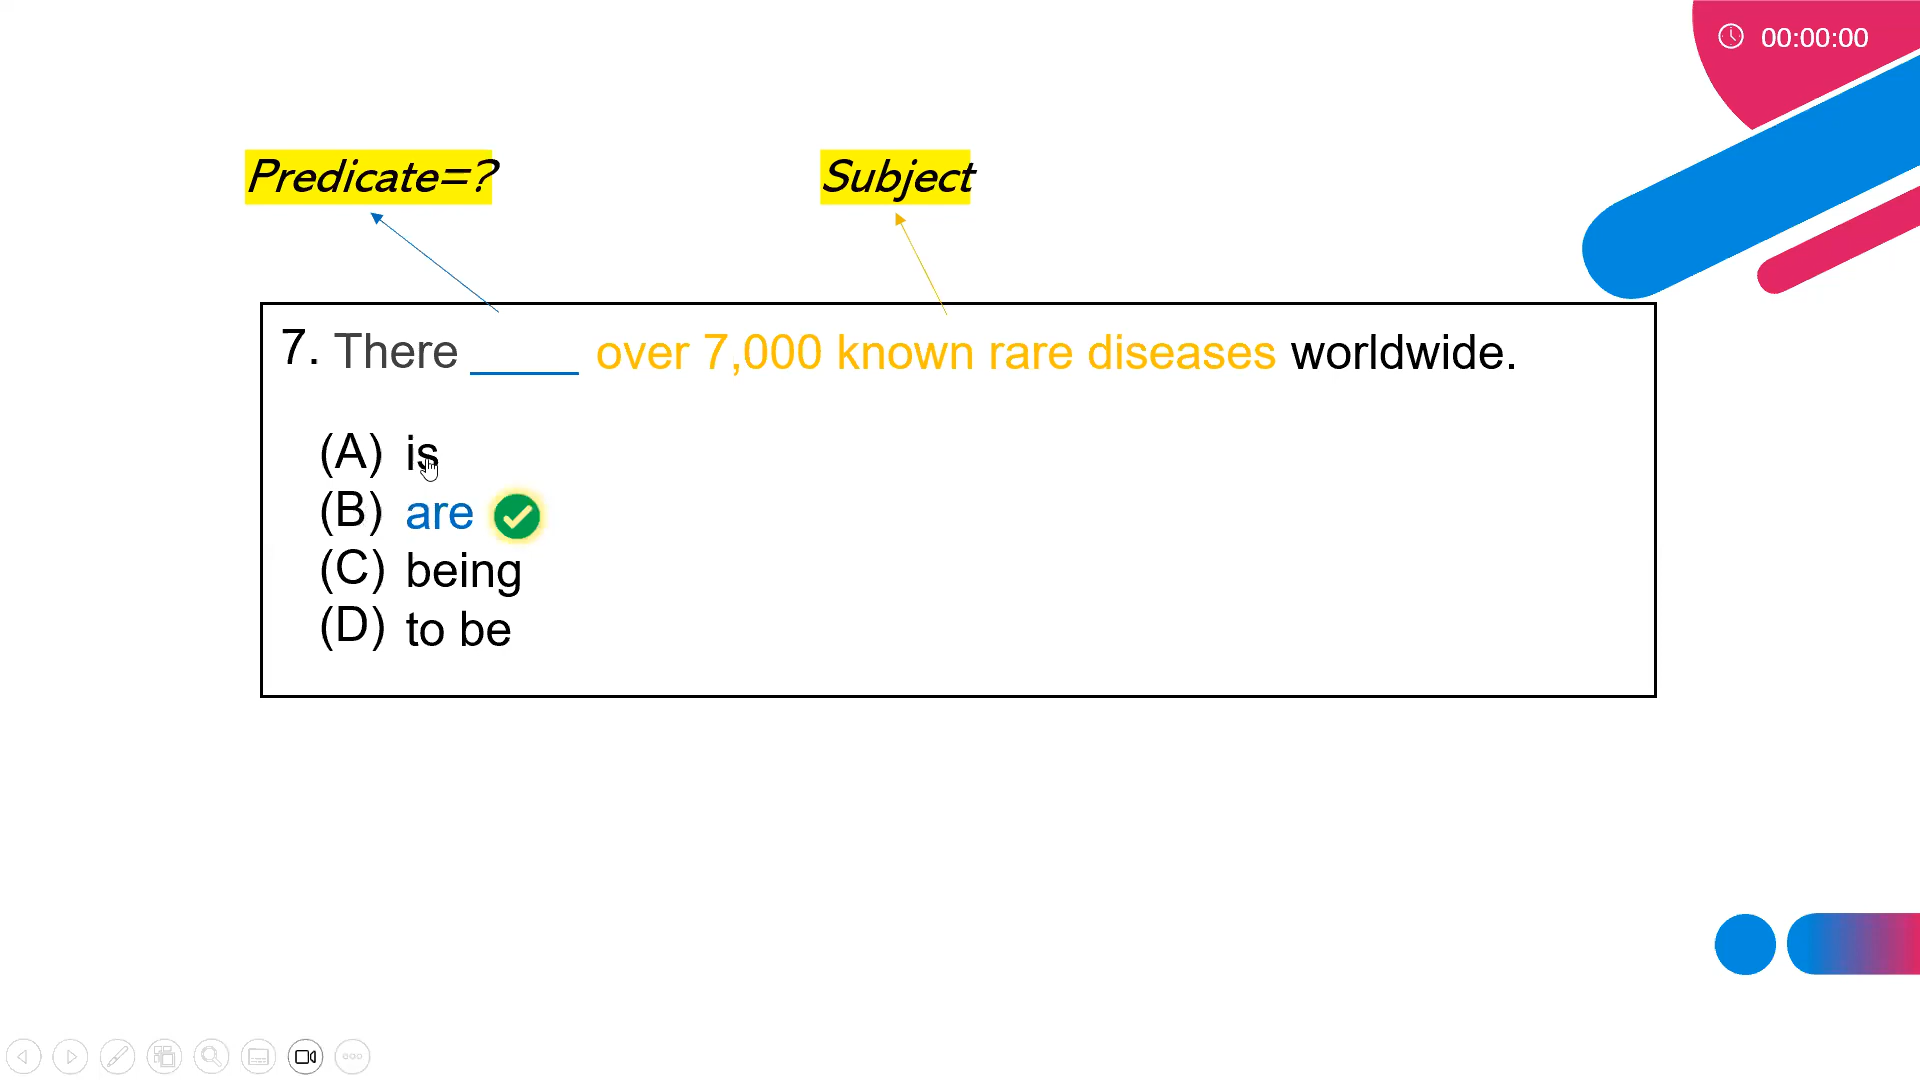 00:00:00
Predicate=?
Subject
7. There _____ over 7,000 known rare diseases worldwide.
(A) is
(B) are
(C) being
(D) to be